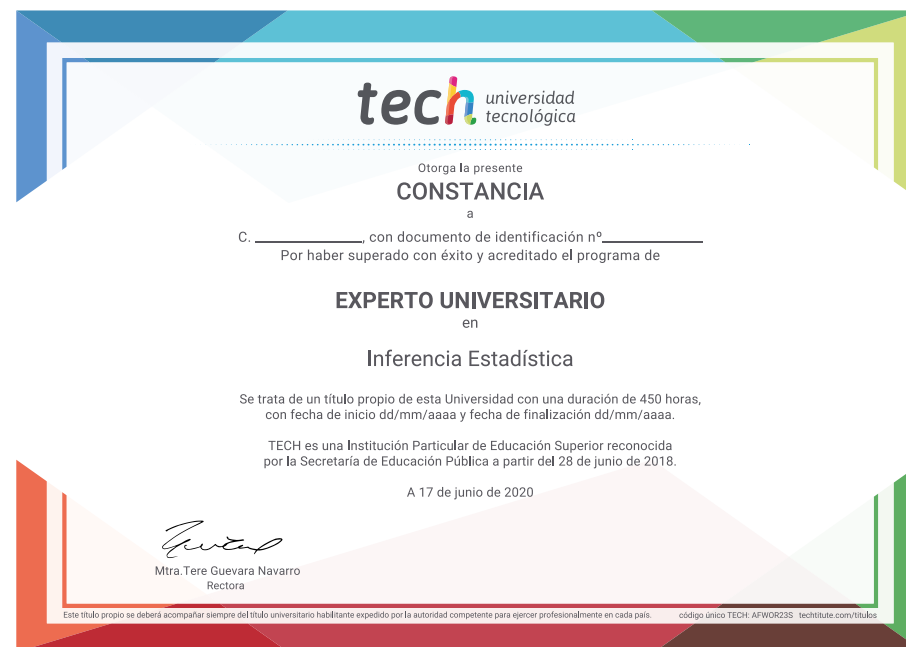 tech universidad
tecnológica
Otorga la presente
CONSTANCIA
a
C. ________________, con documento de identificación nº_______________
Por haber superado con éxito y acreditado el programa de
EXPERTO UNIVERSITARIO
en
Inferencia Estadística
Se trata de un título propio de esta Universidad con una duración de 450 horas,
con fecha de inicio dd/mm/aaaa y fecha de finalización dd/mm/aaaa.
TECH es una Institución Particular de Educación Superior reconocida
por la Secretaría de Educación Pública a partir del 28 de junio de 2018.
A 17 de junio de 2020
Mtra.Tere Guevara Navarro
Rectora
Este título propio se deberá acompañar siempre del título universitario habilitante expedido por la autoridad competente para ejercer profesionalmente en cada país. código único TECH: AFWOR23S techtitute.com/títulos